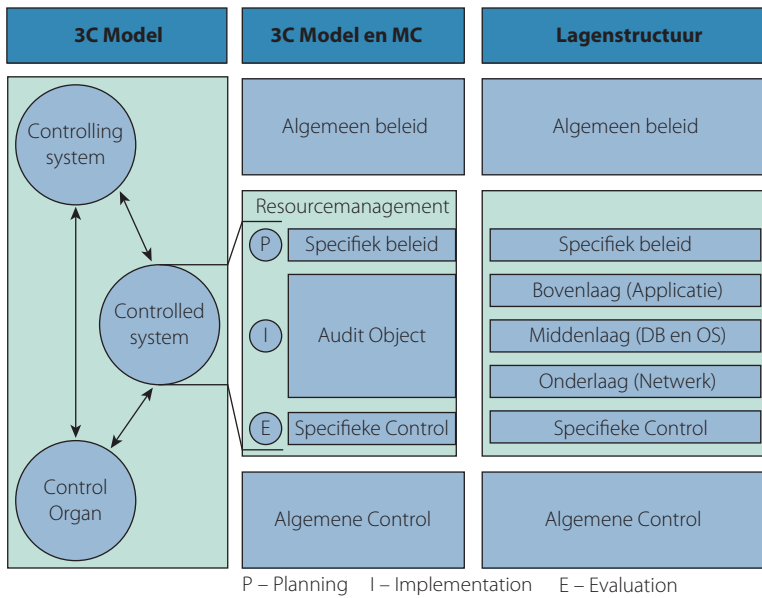 3C Model
3C Model en MC
Lagenstructuur
Controlling
system
Controlled
system
Control
Organ
Algemeen beleid
Resourcemanagement
P
Specifiek beleid
I
Audit Object
E
Specifieke Control
Algemene Control
Algemeen beleid
Specifiek beleid
Bovenlaag (Applicatie)
Middenlaag (DB en OS)
Onderlaag (Netwerk)
Specifieke Control
Algemene Control
P – Planning I – Implementation E – Evaluation